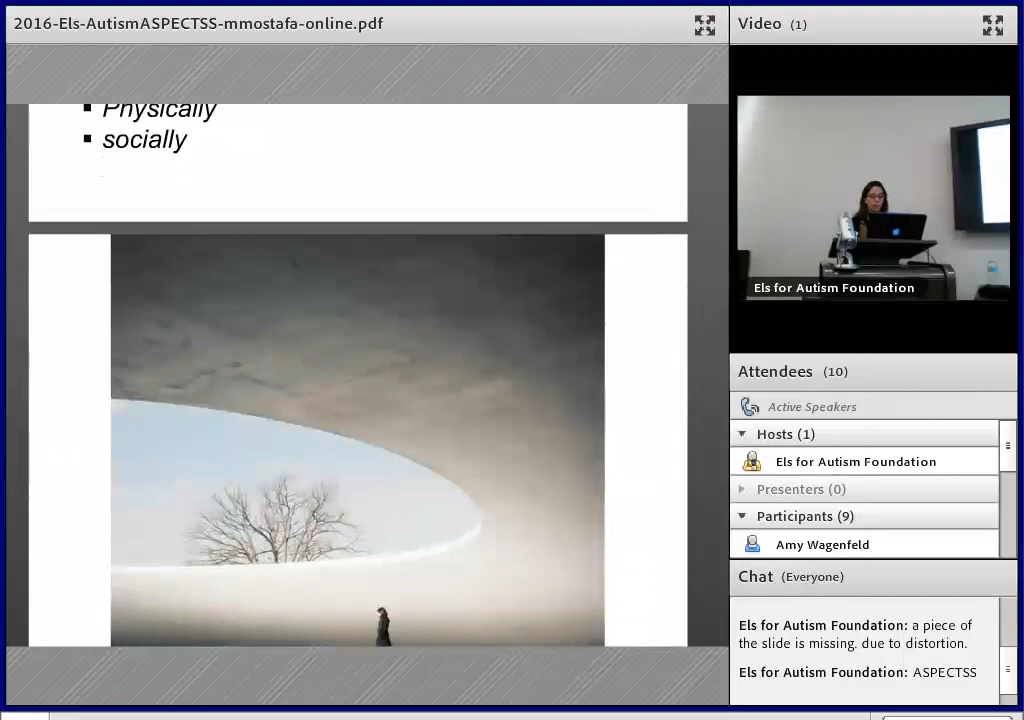 2016-Els-AutismASPECTSS-mmostafa-online.pdf
Physically
socially
Video (1)
Els for Autism Foundation
Attendees (10)
Active Speakers
Hosts (1)
Els for Autism Foundation
Presenters (0)
Participants (9)
Amy Wagenfeld
Chat (Everyone)
Els for Autism Foundation: a piece of
the slide is missing. due to distortion.
Els for Autism Foundation: ASPECTSS